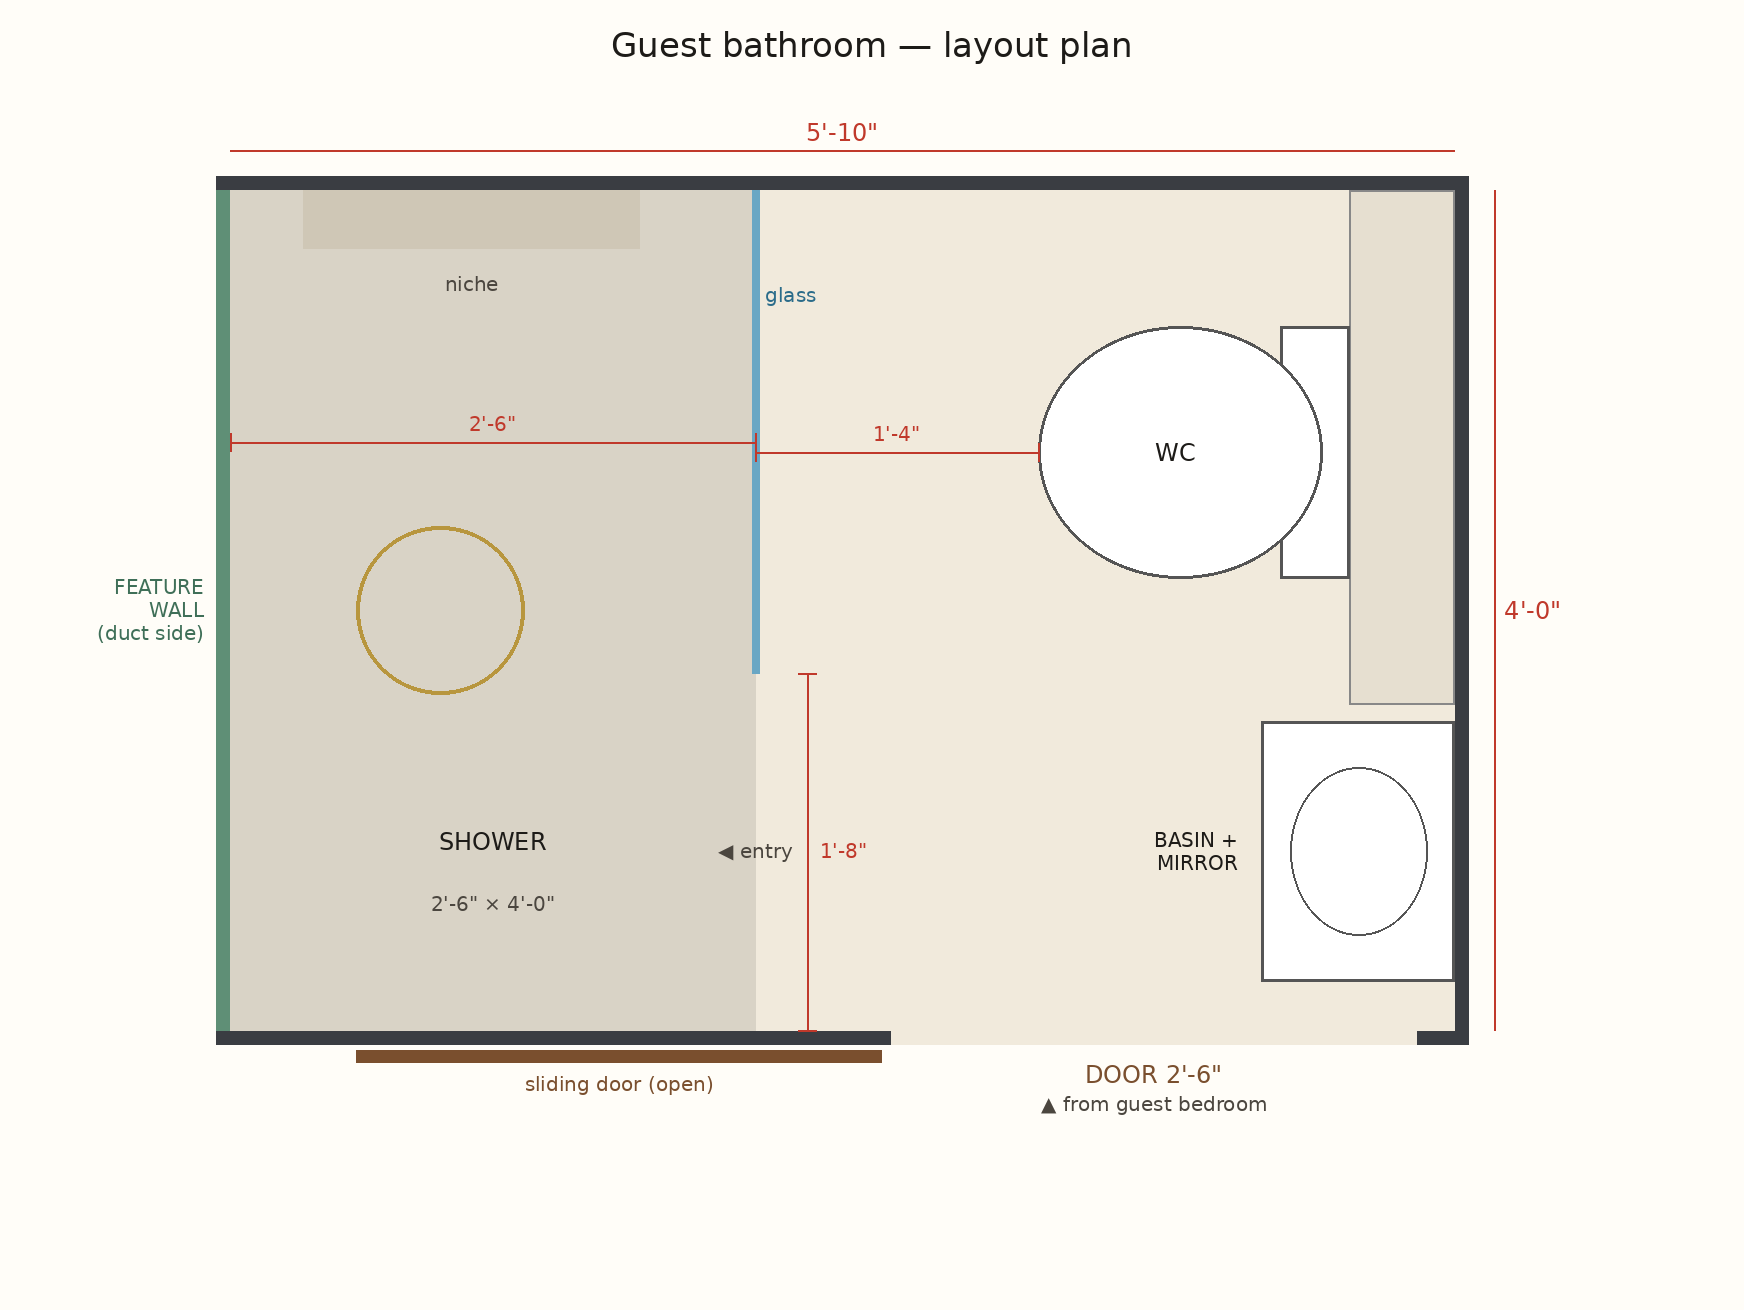 Guest bathroom — layout plan
5'-10"
niche
glass
2'-6"
1'-4"
WC
FEATURE
WALL
(duct side)
4'-0"
SHOWER
◀ entry
1'-8"
BASIN +
MIRROR
2'-6" × 4'-0"
sliding door (open)
DOOR 2'-6"
▲ from guest bedroom